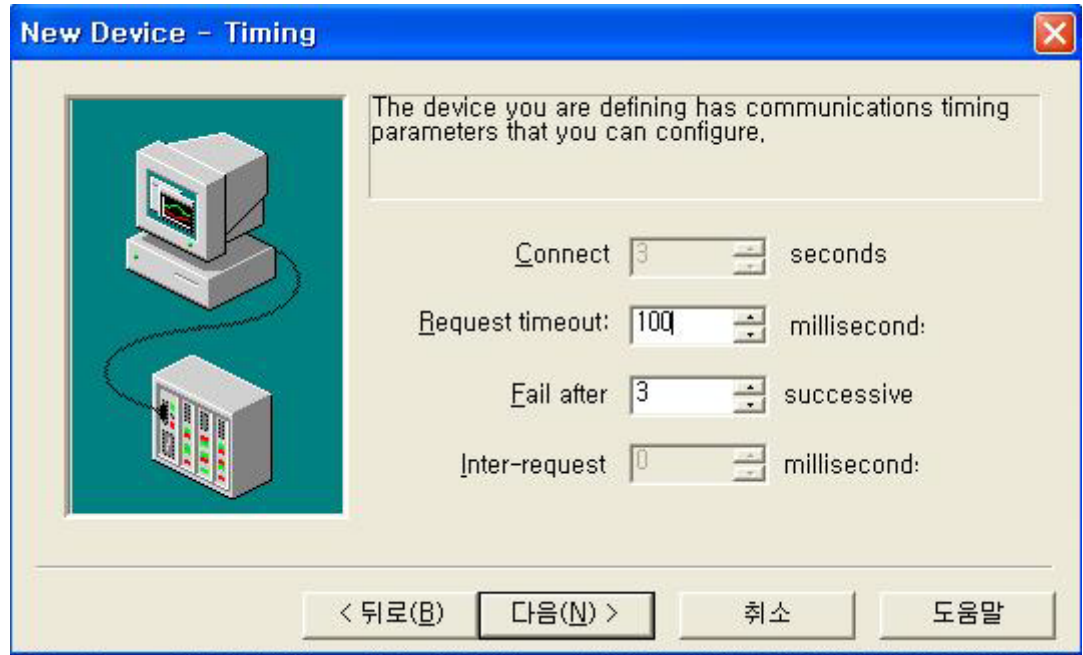 New Device - Timing
The device you are defining has communications timing
parameters that you can configure,
Connect 3 seconds
Request timeout: 100 millisecond:
Fail after 3 successive
Inter-request 0 millisecond:
< 뒤로(B) 다음(N) > 취소 도움말